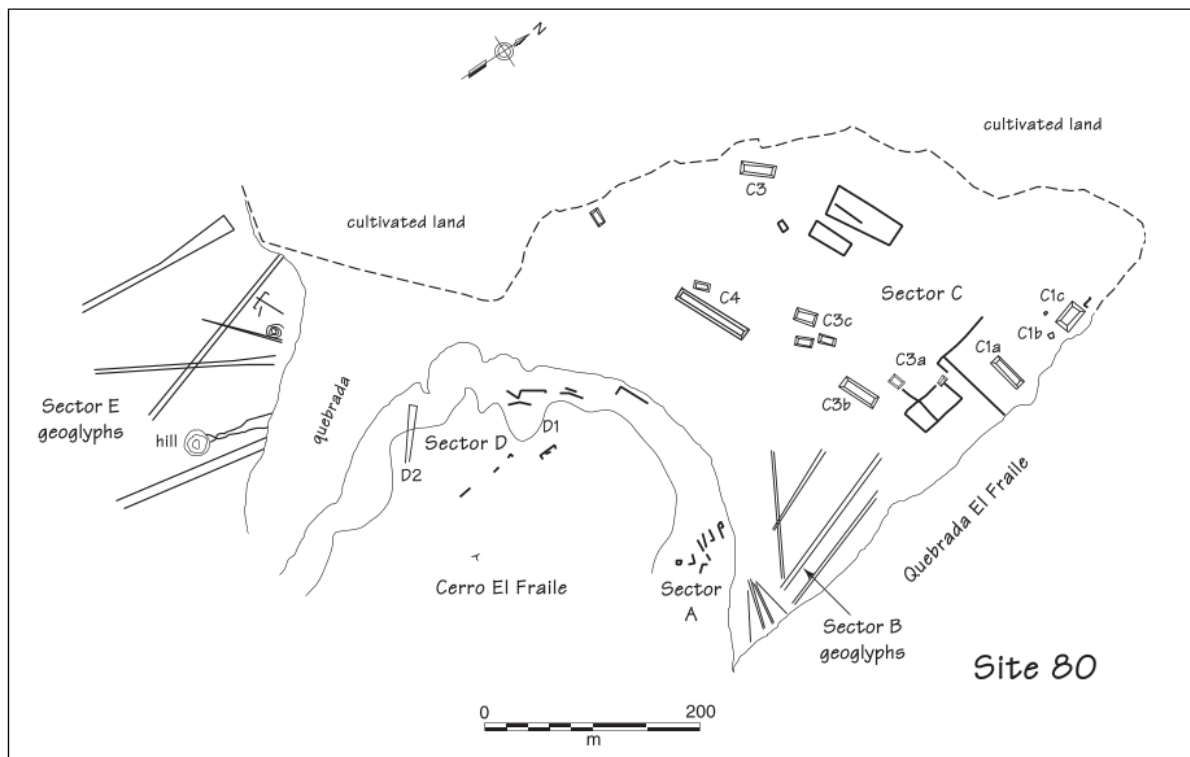 N
cultivated land
C3
cultivated land
Sector C
C4
C3c
C1c
C1b
C1a
C3a
C3b
Sector E
geoglyphs
hill
quebrada
Sector D
D1
D2
Cerro El Fraile
Sector
A
Quebrada El Fraile
Sector B
geoglyphs
Site 80
0
200
m